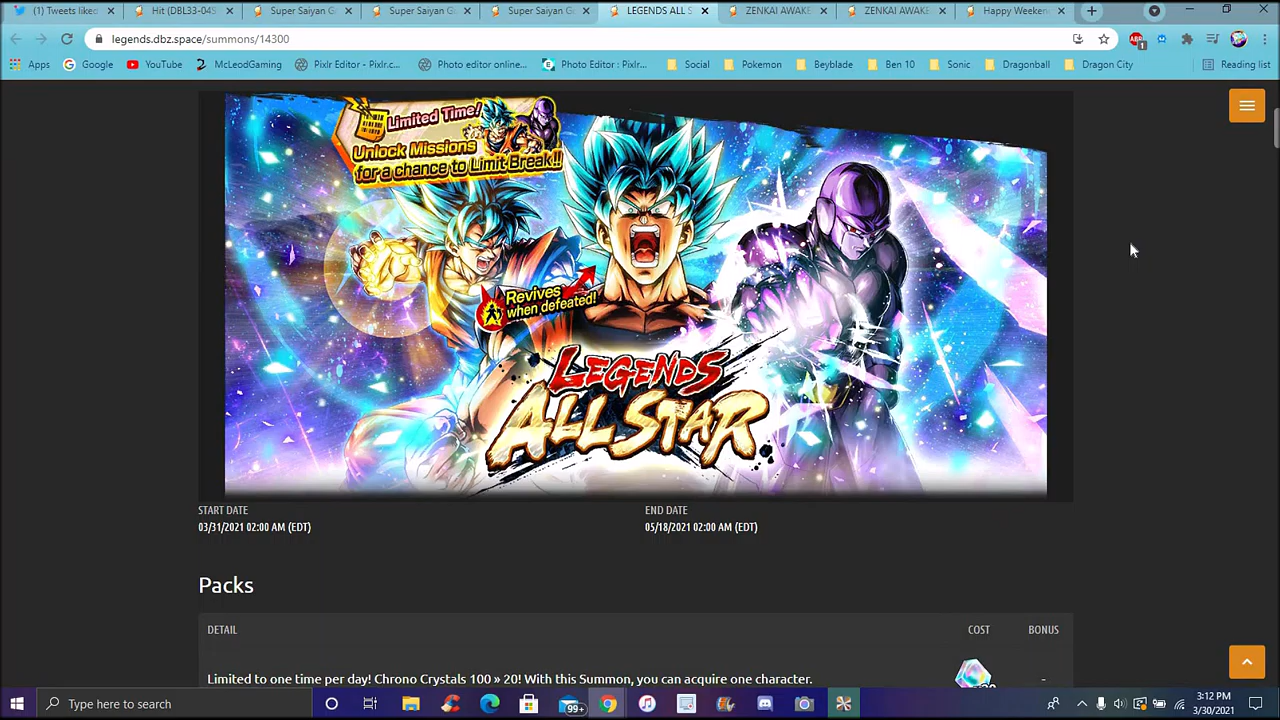 (1) Tweets liked
Hit (DBL33-04S
Super Saiyan G
Super Saiyan G
Super Saiyan G
LEGENDS ALL S
ZENKAI AWAKE
ZENKAI AWAKE
Happy Weeken
legends.dbz.space/summons/14300
Apps
Google
YouTube
McLeodGaming
Pixlr Editor - Pixlr.c...
Photo editor online...
Photo Editor : Pixlr...
Social
Pokemon
Beyblade
Ben 10
Sonic
Dragonball
Dragon City
Reading list
Limited Time!
Unlock Missions
for a chance to Limit Break!!
Revives
when defeated!
LEGENDS
ALL STAR
START DATE
END DATE
03/31/2021 02:00 AM (EDT)
05/18/2021 02:00 AM (EDT)
Packs
DETAIL
COST
BONUS
Limited to one time per day! Chrono Crystals 100 » 20! With this Summon, you can acquire one character.
-
Type here to search
99+
3:12 PM
3/30/2021